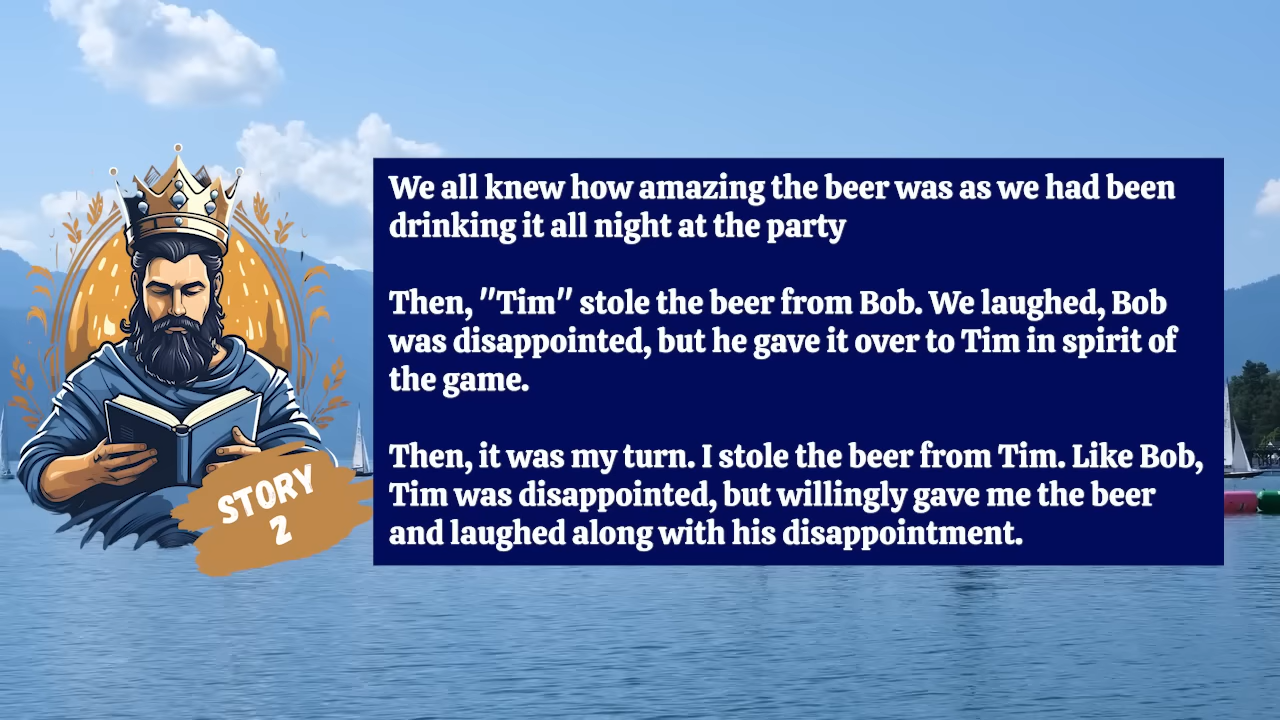 We all knew how amazing the beer was as we had been
drinking it all night at the party
Then, "Tim" stole the beer from Bob. We laughed, Bob
was disappointed, but he gave it over to Tim in spirit of
the game.
Then, it was my turn. I stole the beer from Tim. Like Bob,
Tim was disappointed, but willingly gave me the beer
and laughed along with his disappointment.
STORY
2